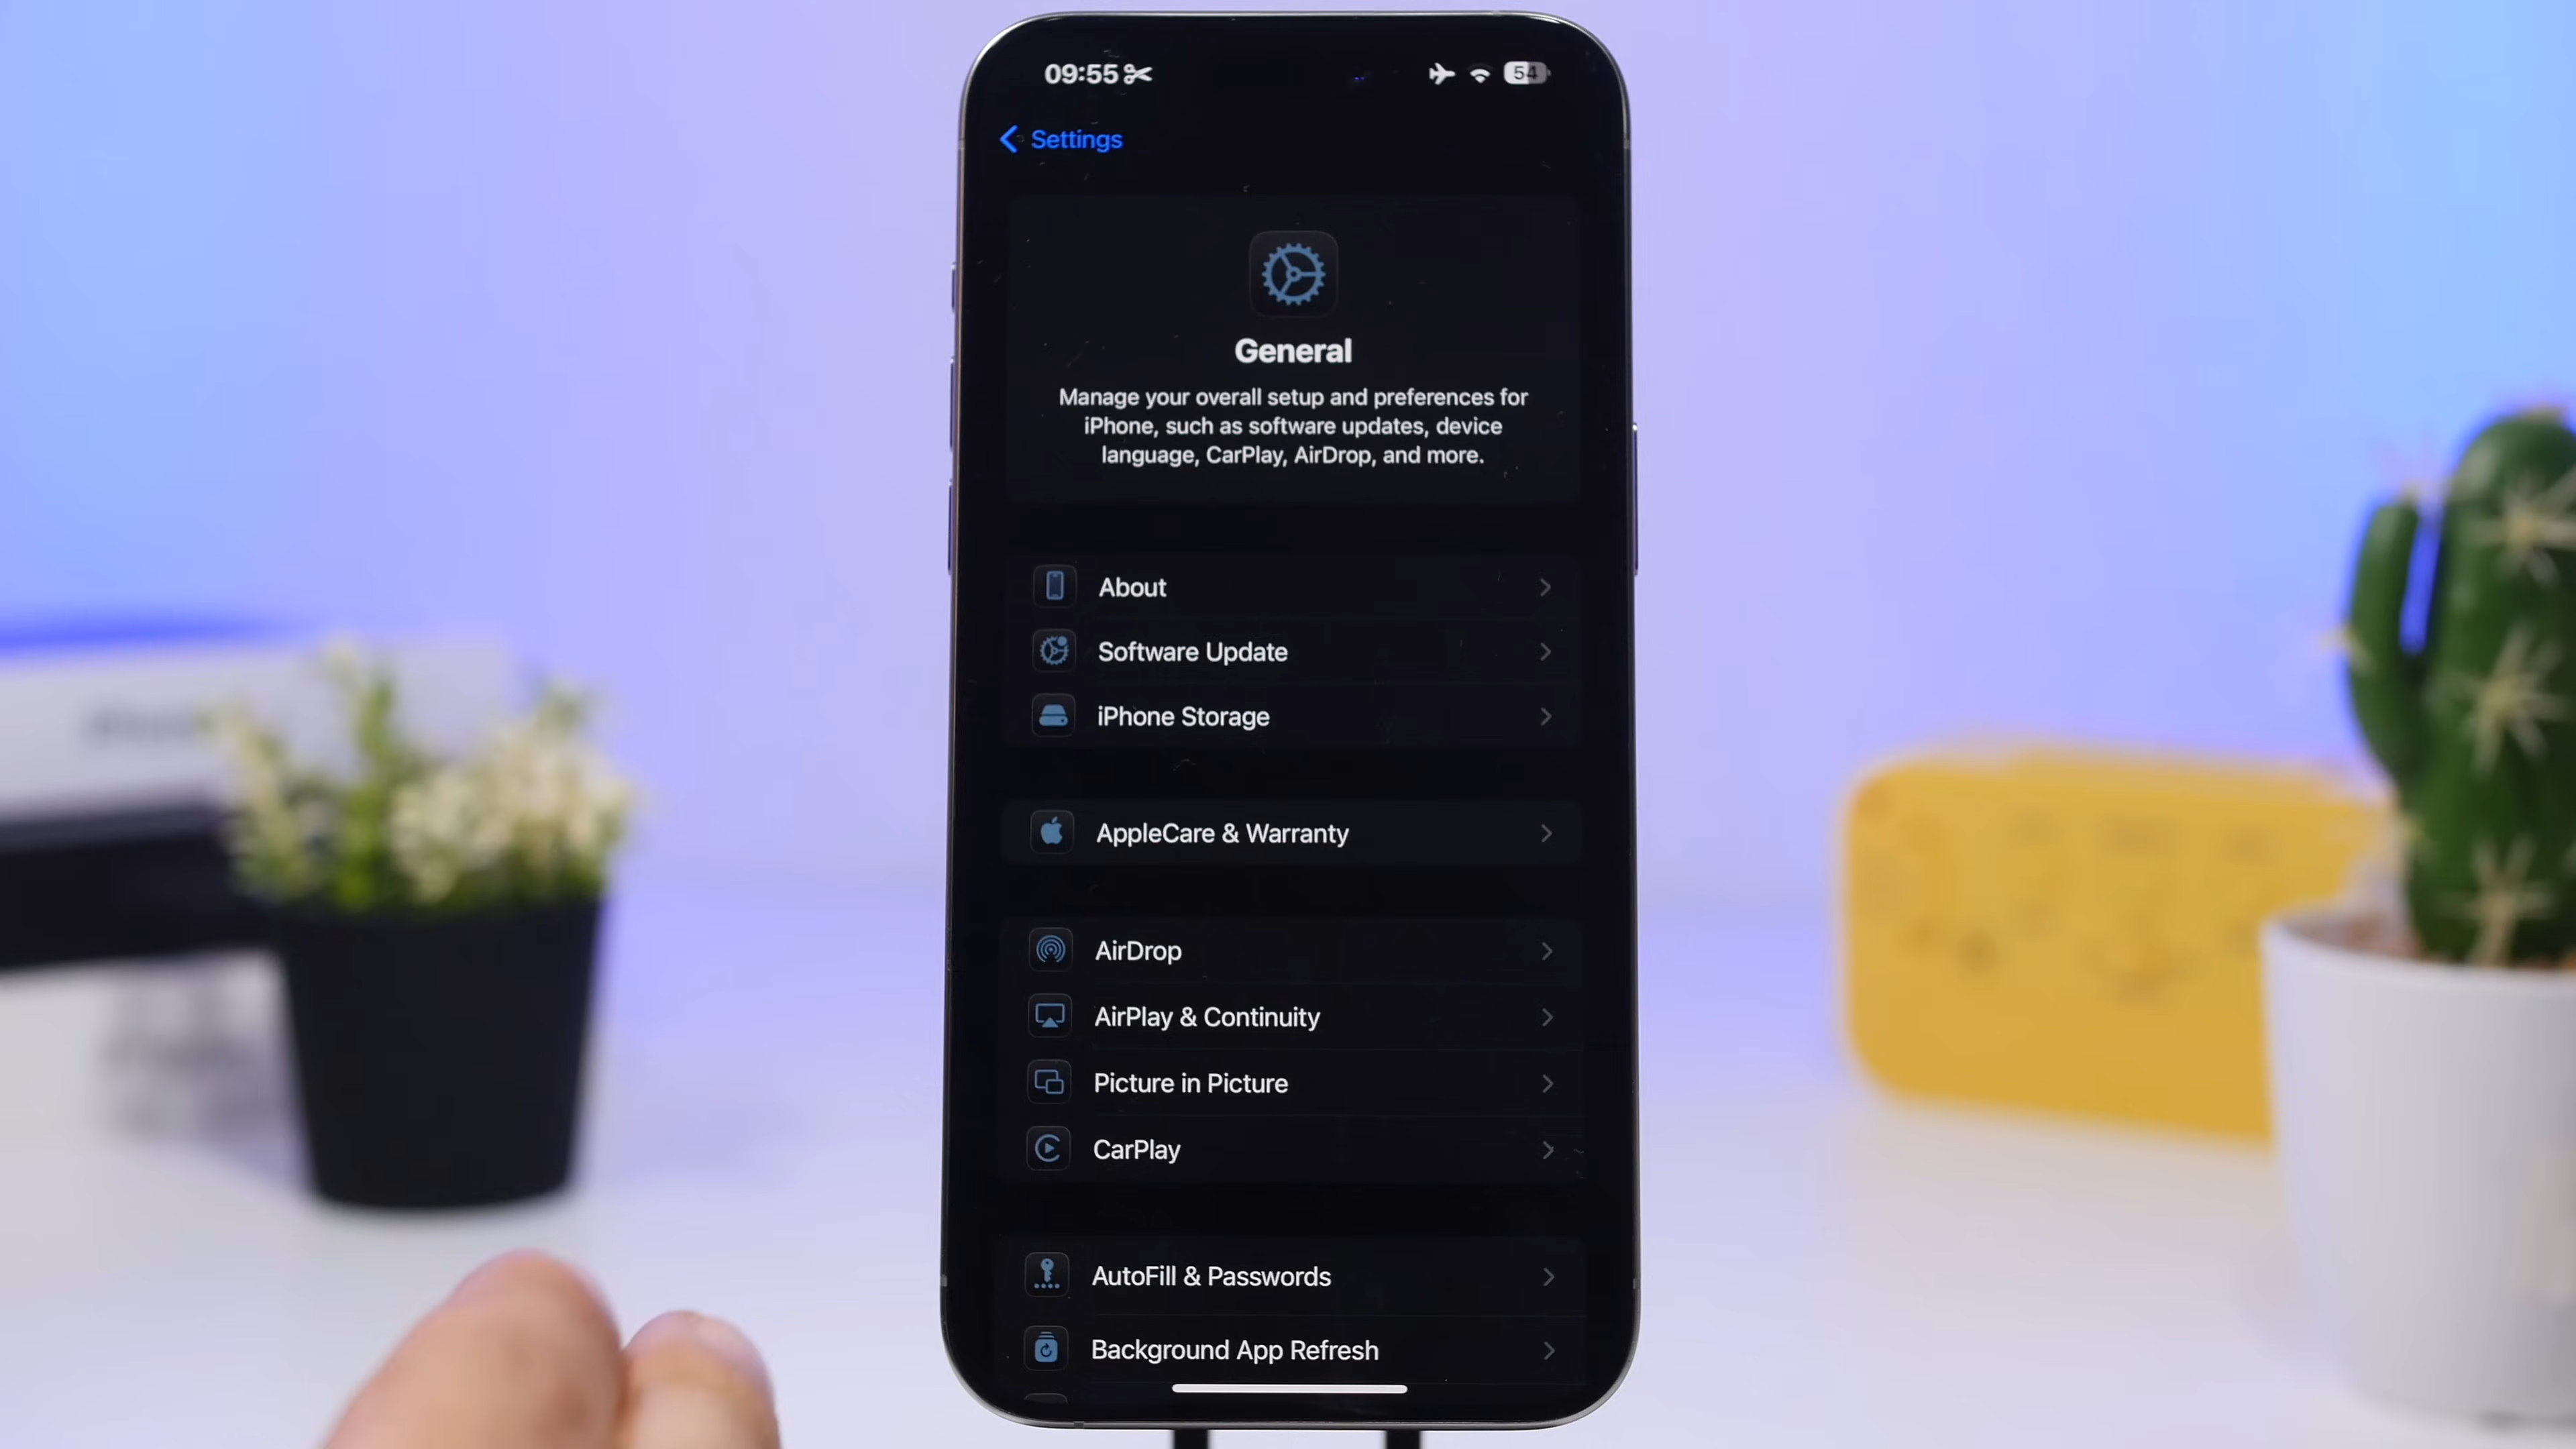 09:55
54
Settings
General
Manage your overall setup and preferences for
iPhone, such as software updates, device
language, CarPlay, AirDrop, and more.
About
Software Update
iPhone Storage
AppleCare & Warranty
AirDrop
AirPlay & Continuity
Picture in Picture
CarPlay
AutoFill & Passwords
Background App Refresh